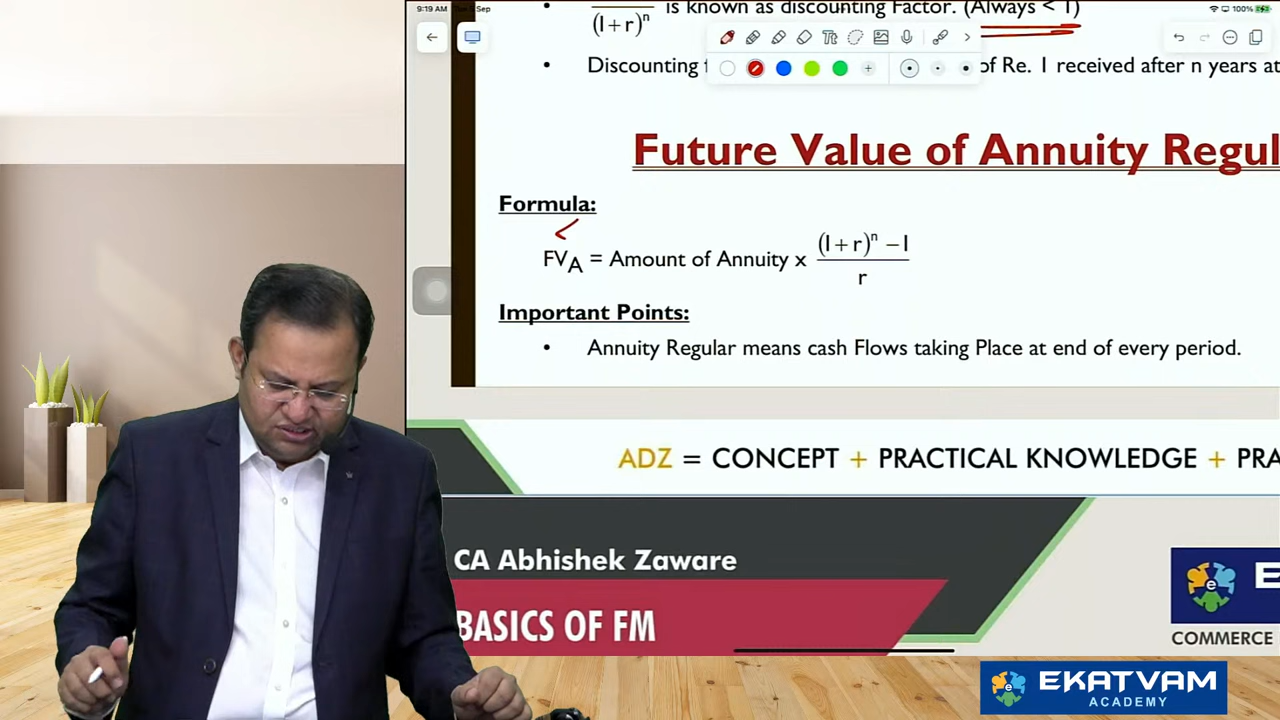 9:19 AM Sep
100%
is known as discounting Factor. (Always < 1)
(1+r)^n
Discounting of Re. 1 received after n years at
Future Value of Annuity Regul
Formula:
FV_A = Amount of Annuity x ((1+r)^n −1) / r
Important Points:
• Annuity Regular means cash Flows taking Place at end of every period.
ADZ = CONCEPT + PRACTICAL KNOWLEDGE + PRA
CA Abhishek Zaware
BASICS OF FM
e E
COMMERCE
e EKATVAM
ACADEMY